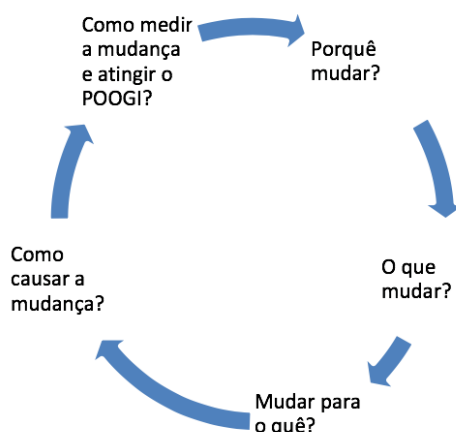 Como medir
a mudança
e atingir o
POOGI?
Porquê
mudar?
O que
mudar?
Mudar para
o quê?
Como
causar a
mudança?